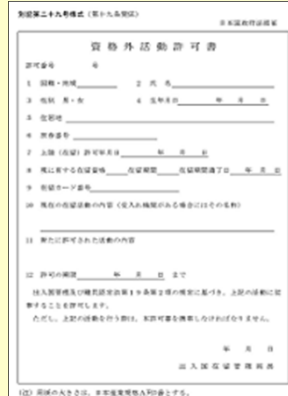 別記第二十九号様式（第十九条関係）
日本国政府法務省
資格外活動許可書
許可番号　　　号
1　国籍・地域　　　　2　氏　名
3　性別　男・女　　　4　生年月日　　　年　月　日
5　住居地
6　旅券番号
7　上陸（在留）許可年月日　　　年　月　日
8　現に有する在留資格　　　在留期間　　　在留期間満了日　　　年　月　日
9　在留カード番号
10　現在の在留活動の内容（受入れ機関がある場合にはその名称）
11　新たに許可された活動の内容
12　許可の期限　　　年　月　日　まで
出入国管理及び難民認定法第19条第2項の規定に基づき、上記の活動に従
事することを許可します。
ただし、上記の活動を行う際は、本許可書を携帯しなければなりません。
年　月　日
出入国在留管理局長
（注）用紙の大きさは、日本産業規格A列5番とする。